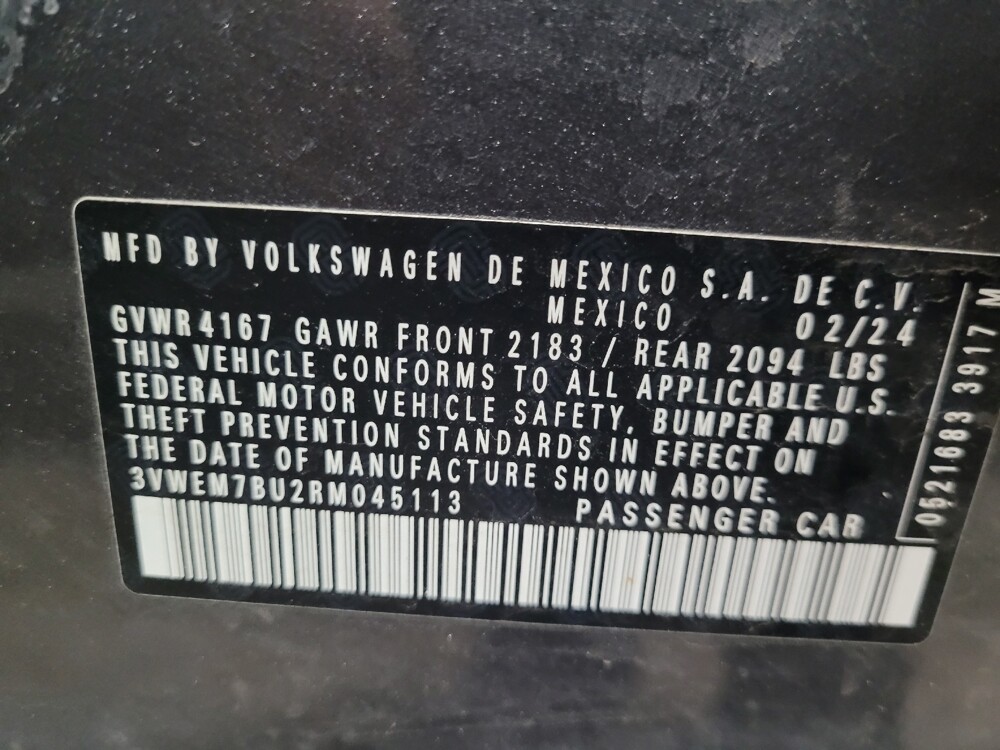 MFD BY VOLKSWAGEN DE MEXICO S.A. DE C.V.
MEXICO 02/24
GVWR 4167 GAWR FRONT 2183 / REAR 2094 LBS
THIS VEHICLE CONFORMS TO ALL APPLICABLE U.S.
FEDERAL MOTOR VEHICLE SAFETY, BUMPER AND
THEFT PREVENTION STANDARDS IN EFFECT ON
THE DATE OF MANUFACTURE SHOWN ABOVE.
3VWEM7BU2RM045113 PASSENGER CAR
0521683 3917 M